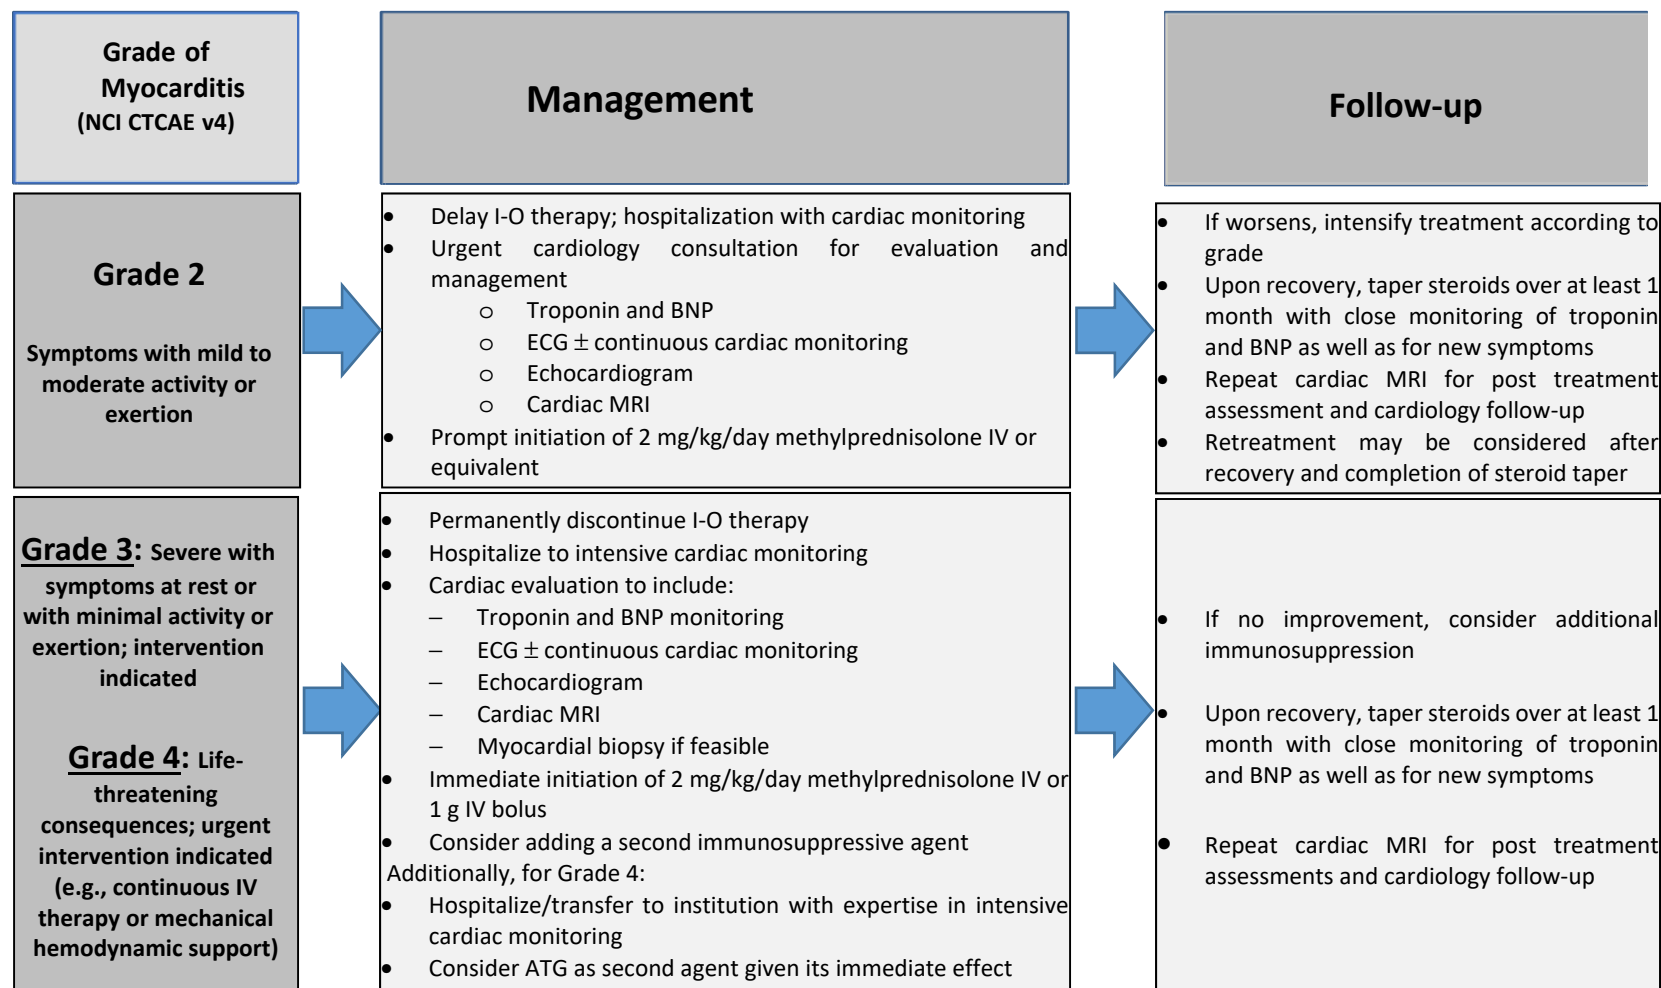 Grade of
Myocarditis
(NCI CTCAE v4)
Management
Follow-up
Grade 2
Symptoms with mild to
moderate activity or
exertion
• Delay I-O therapy; hospitalization with cardiac monitoring
• Urgent cardiology consultation for evaluation and
management
o Troponin and BNP
o ECG ± continuous cardiac monitoring
o Echocardiogram
o Cardiac MRI
• Prompt initiation of 2 mg/kg/day methylprednisolone IV or
equivalent
• If worsens, intensify treatment according to
grade
• Upon recovery, taper steroids over at least 1
month with close monitoring of troponin
and BNP as well as for new symptoms
• Repeat cardiac MRI for post treatment
assessment and cardiology follow-up
• Retreatment may be considered after
recovery and completion of steroid taper
Grade 3: Severe with
symptoms at rest or
with minimal activity or
exertion; intervention
indicated
Grade 4: Life-
threatening
consequences; urgent
intervention indicated
(e.g., continuous IV
therapy or mechanical
hemodynamic support)
• Permanently discontinue I-O therapy
• Hospitalize to intensive cardiac monitoring
• Cardiac evaluation to include:
– Troponin and BNP monitoring
– ECG ± continuous cardiac monitoring
– Echocardiogram
– Cardiac MRI
– Myocardial biopsy if feasible
• Immediate initiation of 2 mg/kg/day methylprednisolone IV or
1 g IV bolus
• Consider adding a second immunosuppressive agent
Additionally, for Grade 4:
• Hospitalize/transfer to institution with expertise in intensive
cardiac monitoring
• Consider ATG as second agent given its immediate effect
• If no improvement, consider additional
immunosuppression
• Upon recovery, taper steroids over at least 1
month with close monitoring of troponin
and BNP as well as for new symptoms
• Repeat cardiac MRI for post treatment
assessments and cardiology follow-up